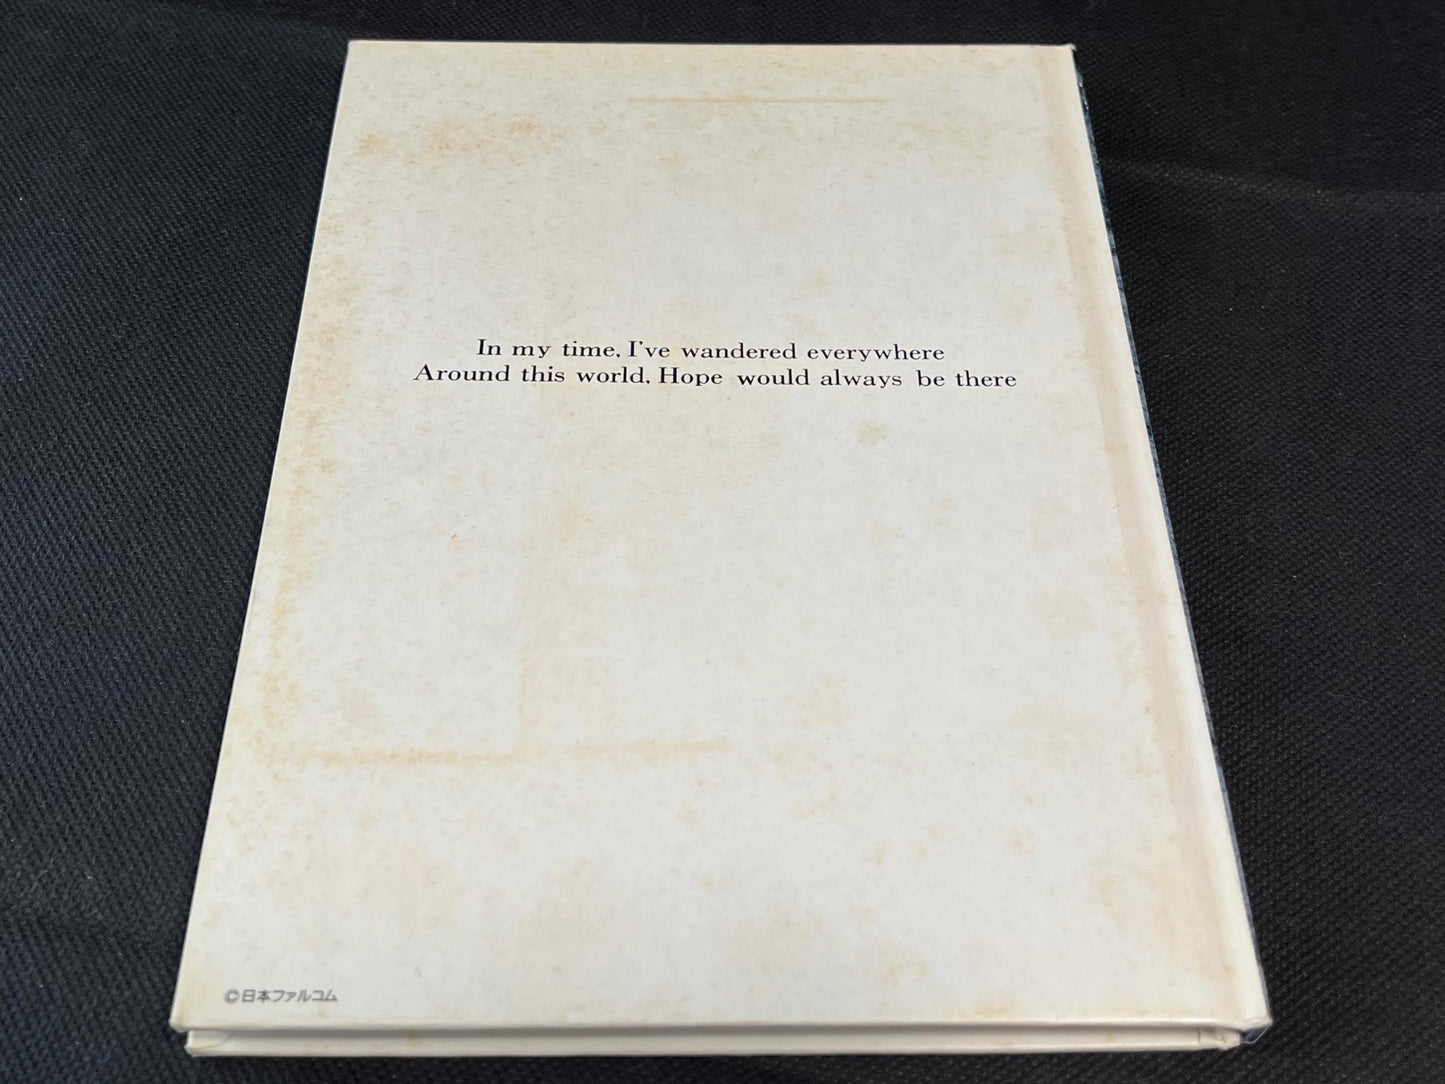 In my time, I've wandered everywhere
Around this world, Hope would always be there
©日本ファルコム